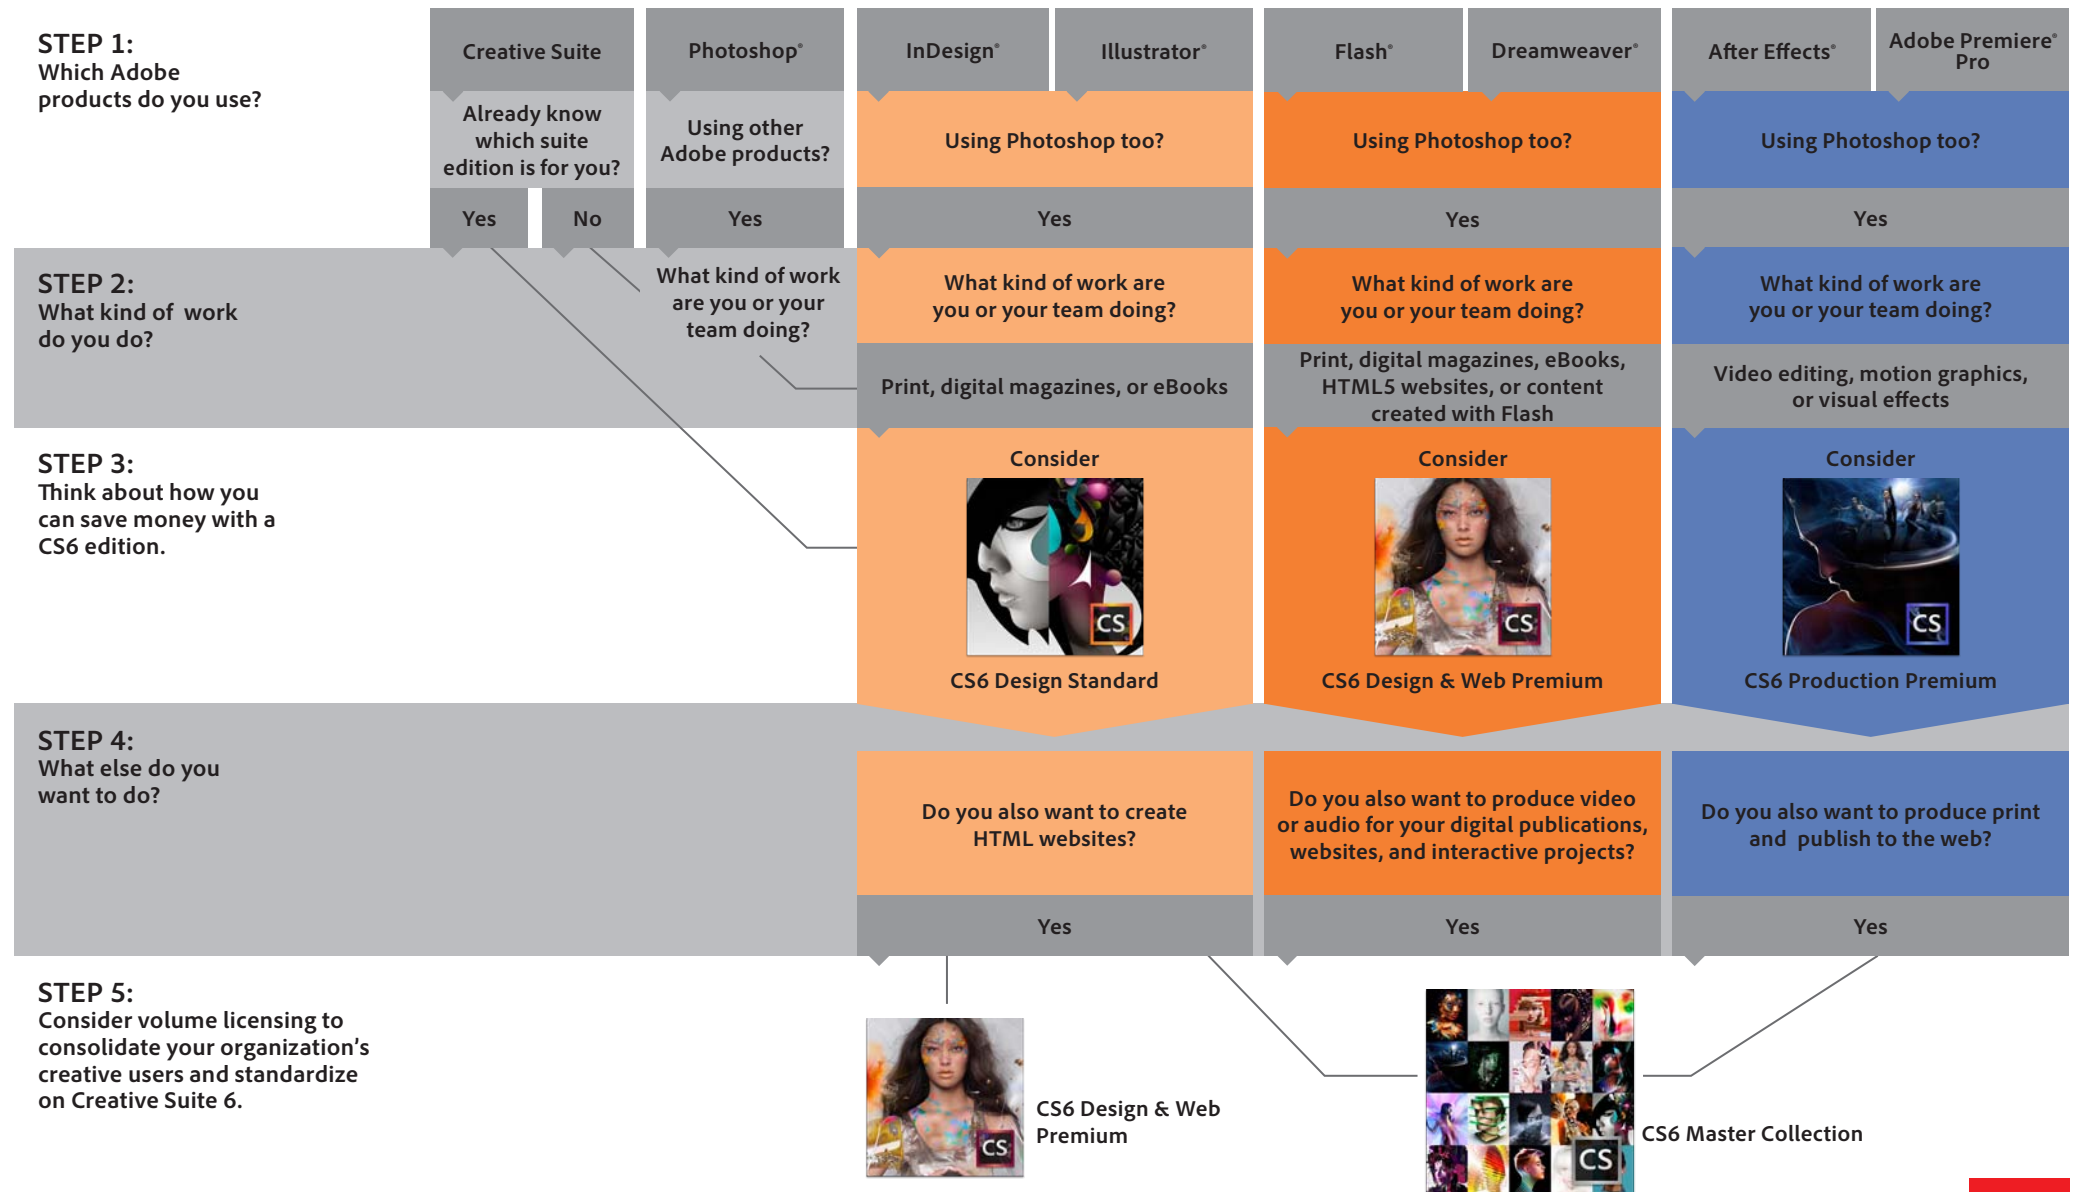 STEP 1:
Which Adobe
products do you use?
Creative Suite
Photoshop®
InDesign®
Illustrator®
Flash®
Dreamweaver®
After Effects®
Adobe Premiere®
Pro
Already know
which suite
edition is for you?
Using other
Adobe products?
Using Photoshop too?
Using Photoshop too?
Using Photoshop too?
Yes
No
Yes
Yes
Yes
Yes
STEP 2:
What kind of work
do you do?
What kind of work
are you or your
team doing?
What kind of work are
you or your team doing?
What kind of work are
you or your team doing?
What kind of work are
you or your team doing?
Print, digital magazines, or eBooks
Print, digital magazines, eBooks,
HTML5 websites, or content
created with Flash
Video editing, motion graphics,
or visual effects
STEP 3:
Think about how you
can save money with a
CS6 edition.
Consider
CS
CS6 Design Standard
Consider
CS
CS6 Design & Web Premium
Consider
CS
CS6 Production Premium
STEP 4:
What else do you
want to do?
Do you also want to create
HTML websites?
Do you also want to produce video
or audio for your digital publications,
websites, and interactive projects?
Do you also want to produce print
and publish to the web?
Yes
Yes
Yes
STEP 5:
Consider volume licensing to
consolidate your organization's
creative users and standardize
on Creative Suite 6.
CS
CS6 Design & Web
Premium
CS
CS6 Master Collection